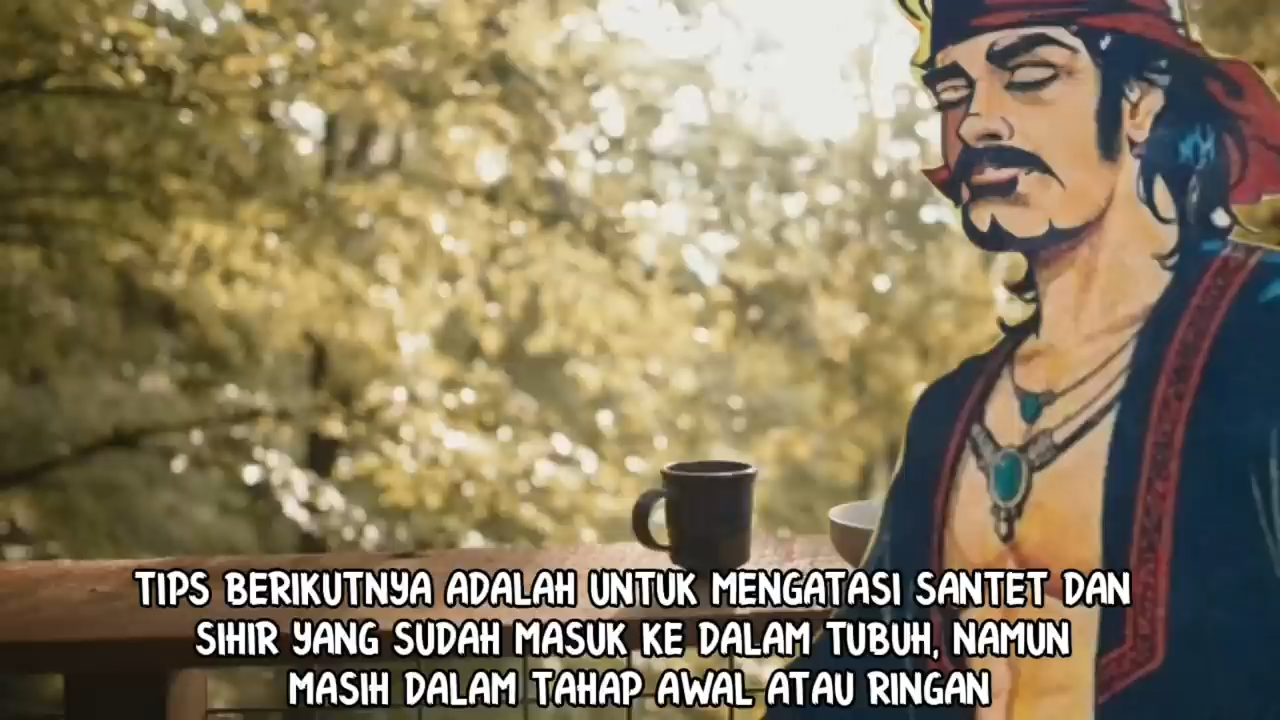 TIPS BERIKUTNYA ADALAH UNTUK MENGATASI SANTET DAN
SIHIR YANG SUDAH MASUK KE DALAM TUBUH, NAMUN
MASIH DALAM TAHAP AWAL ATAU RINGAN